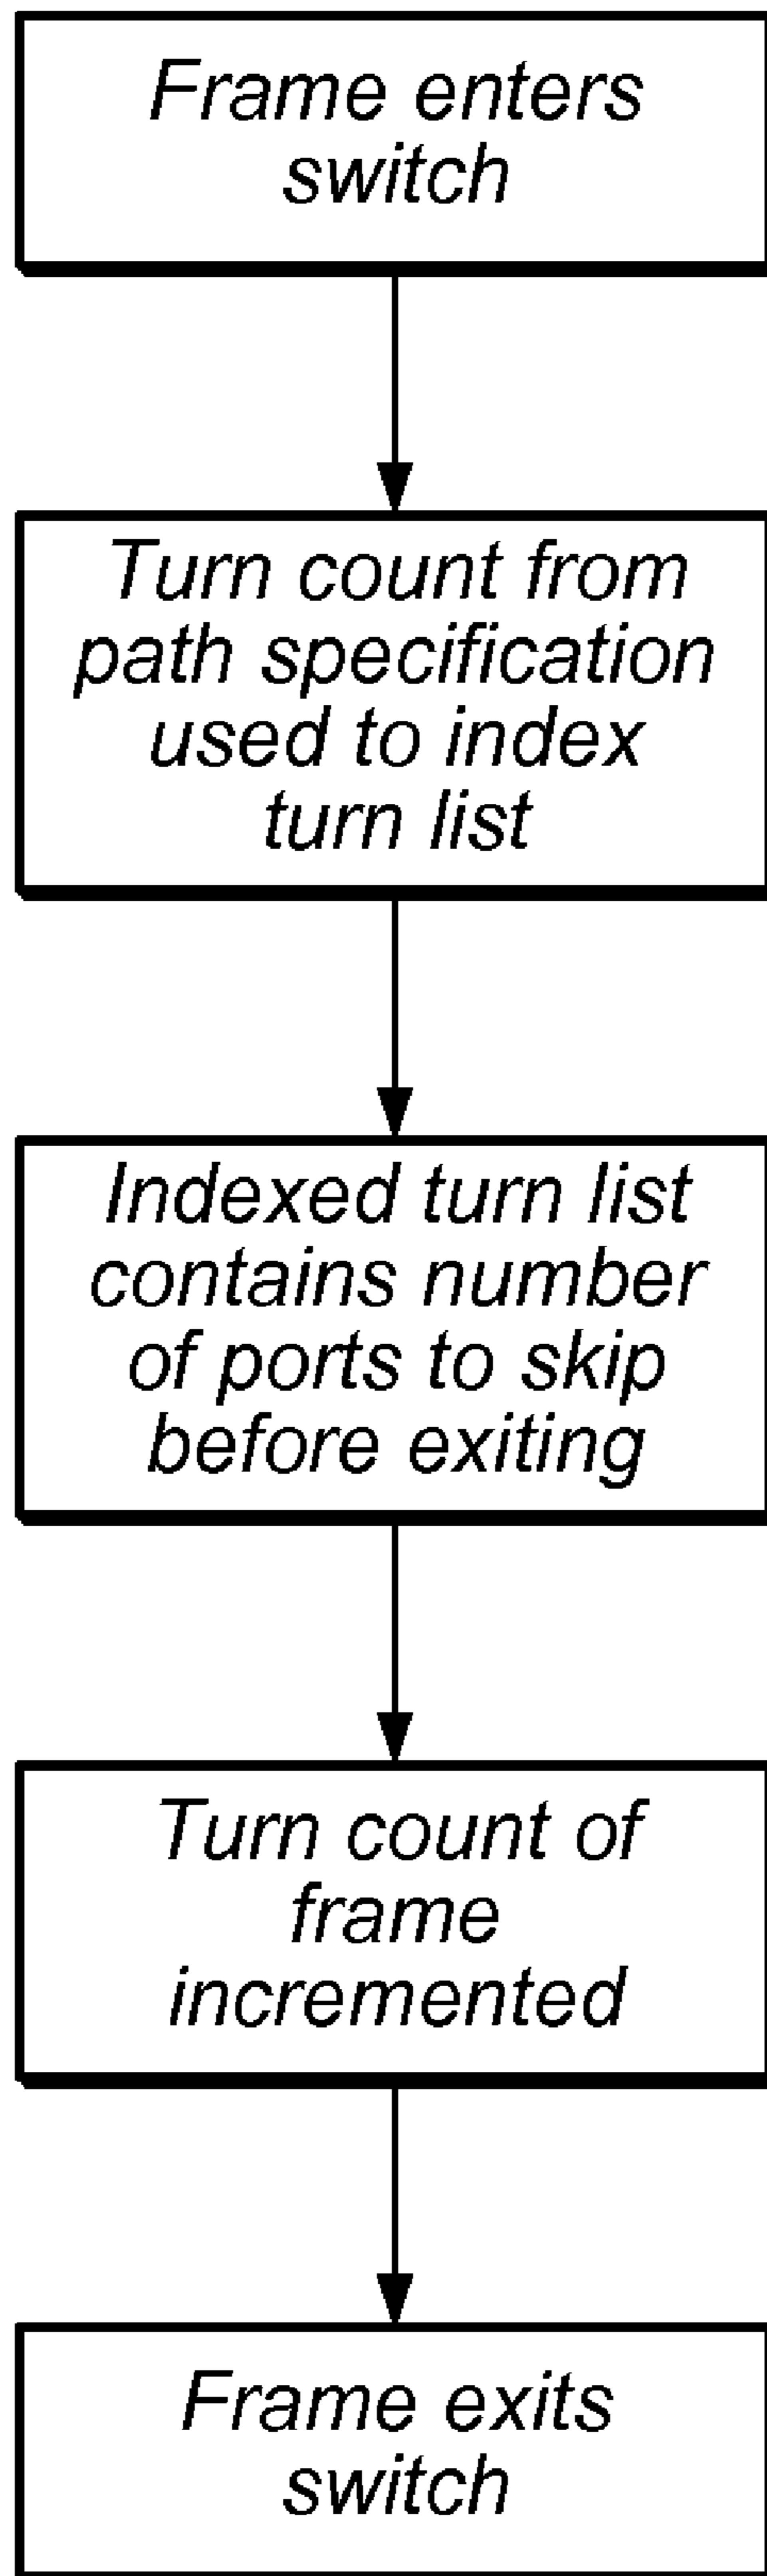 Frame enters
switch
Turn count from
path specification
used to index
turn list
Indexed turn list
contains number
of ports to skip
before exiting
Turn count of
frame
incremented
Frame exits
switch